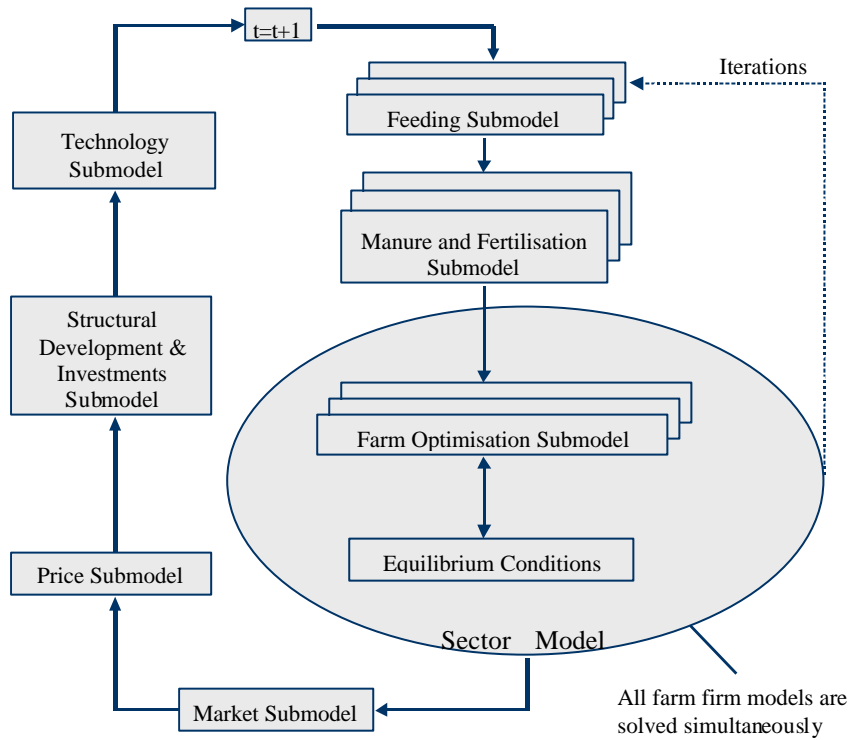 t=t+1
Iterations
Feeding Submodel
Technology
Submodel
Manure and Fertilisation
Submodel
Structural
Development &
Investments
Submodel
Farm Optimisation Submodel
Price Submodel
Equilibrium Conditions
Sector Model
All farm firm models are
solved simultaneously
Market Submodel